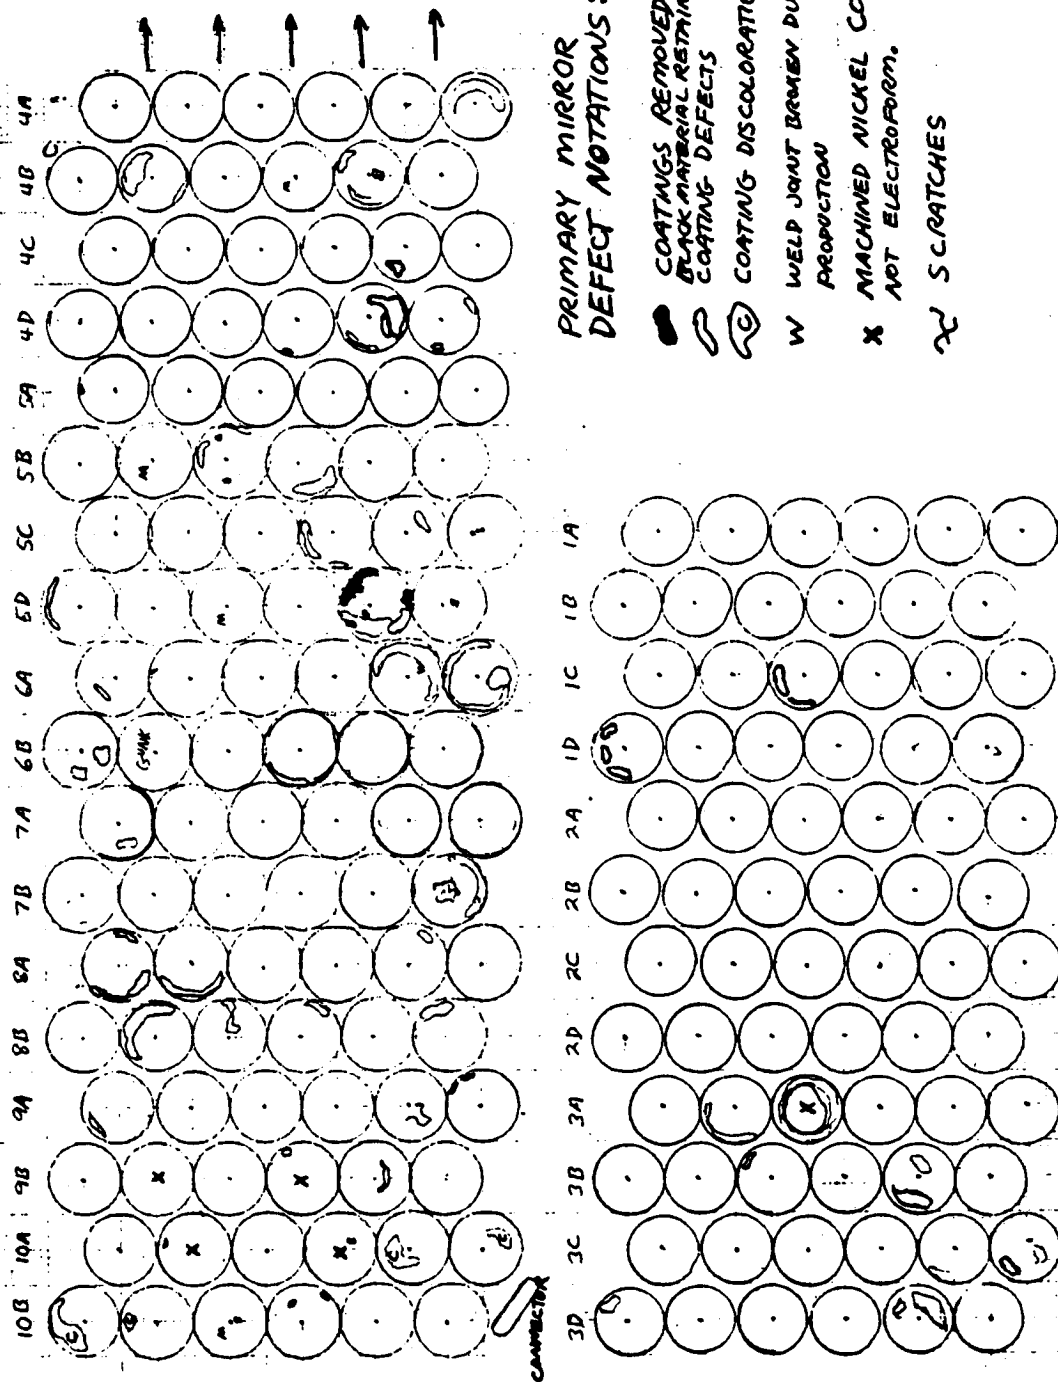 4A
4B
4C
4D
5A
5B
5C
5D
6A
6B
7A
7B
8A
8B
9A
9B
10A
10B
C
W
W
W
GUNK
W
X
X
X
X
C
C
C
C
W
CONNECTOR
1A
1B
1C
1D
2A
2B
2C
2D
3A
3B
3C
3D
X
PRIMARY MIRROR
DEFECT NOTATIONS:
COATINGS REMOVED
BLACK MATERIAL RETAIN
COATING DEFECTS
C COATING DISCOLORATIO
W WELD JOINT BROKEN DU
PRODUCTION
X MACHINED NICKEL CO
NOT ELECTROFORM.
SCRATCHES